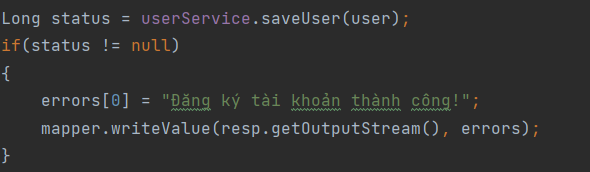 Long status = userService.saveUser(user);
if(status != null)
{
    errors[0] = "Đăng ký tài khoản thành công!";
    mapper.writeValue(resp.getOutputStream(), errors);
}